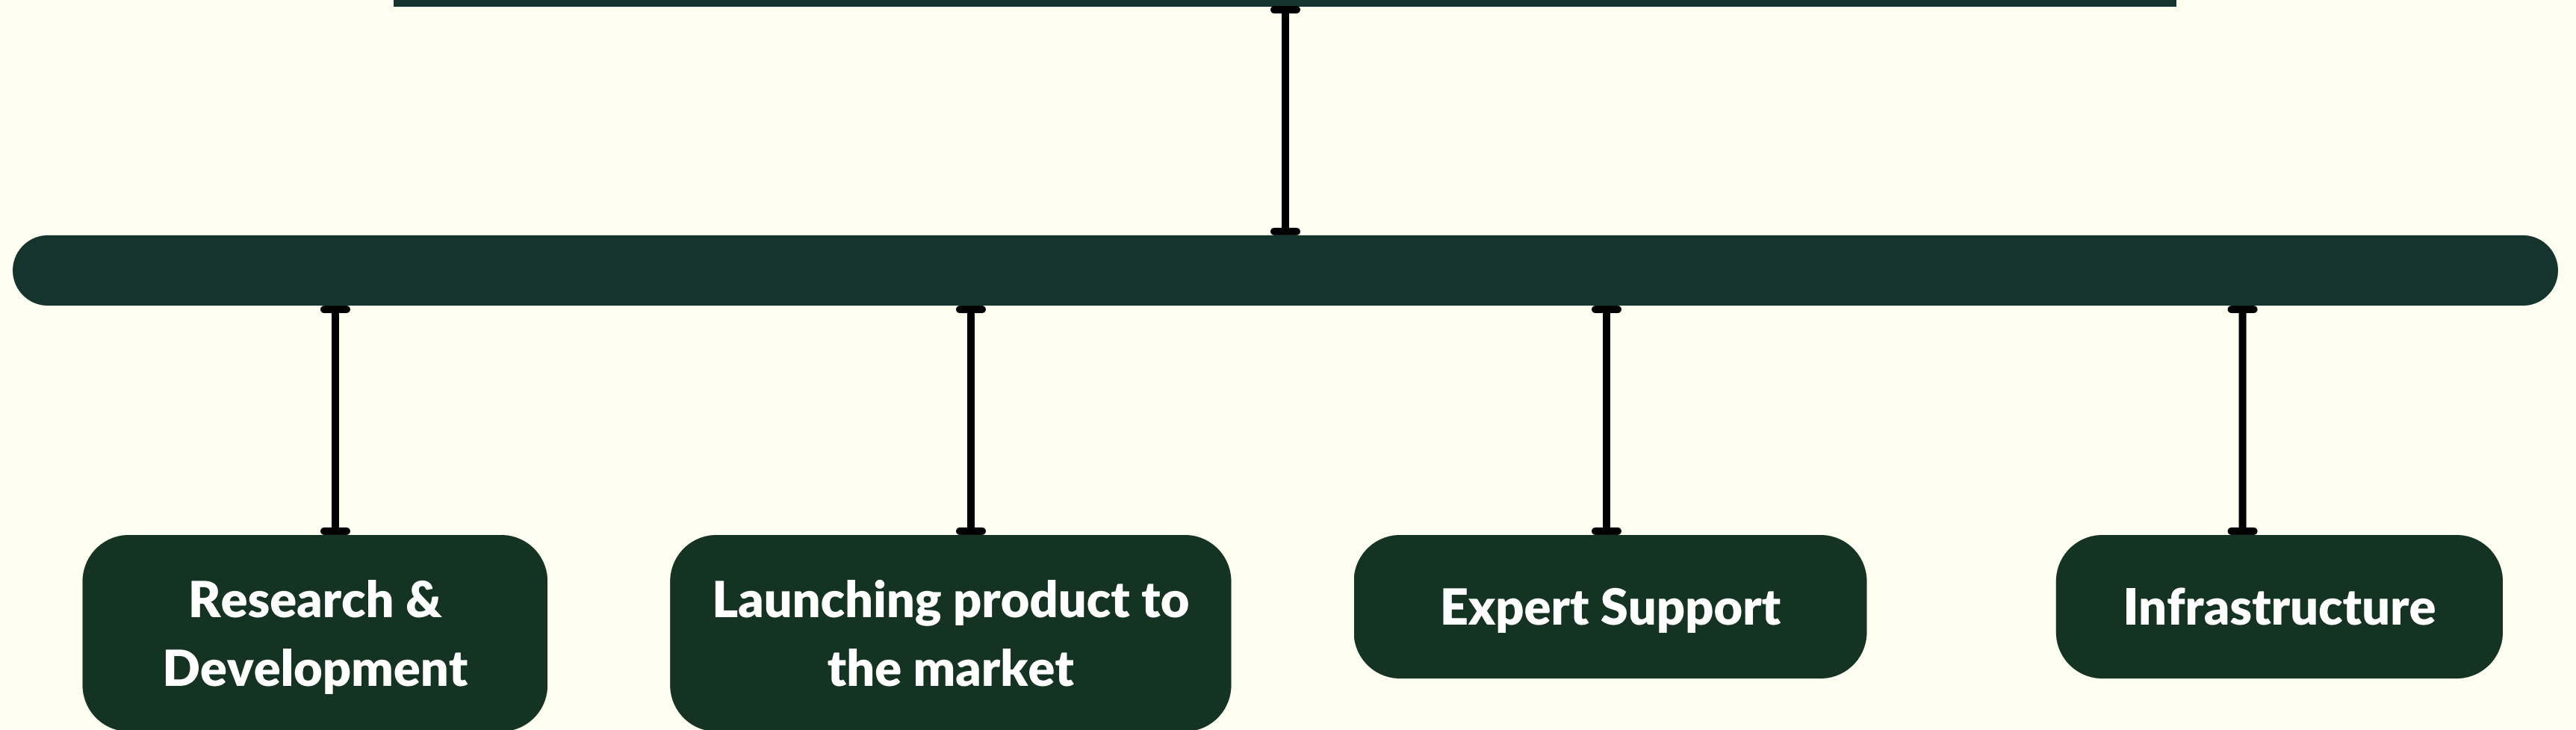 Research &
Development
Launching product to
the market
Expert Support
Infrastructure